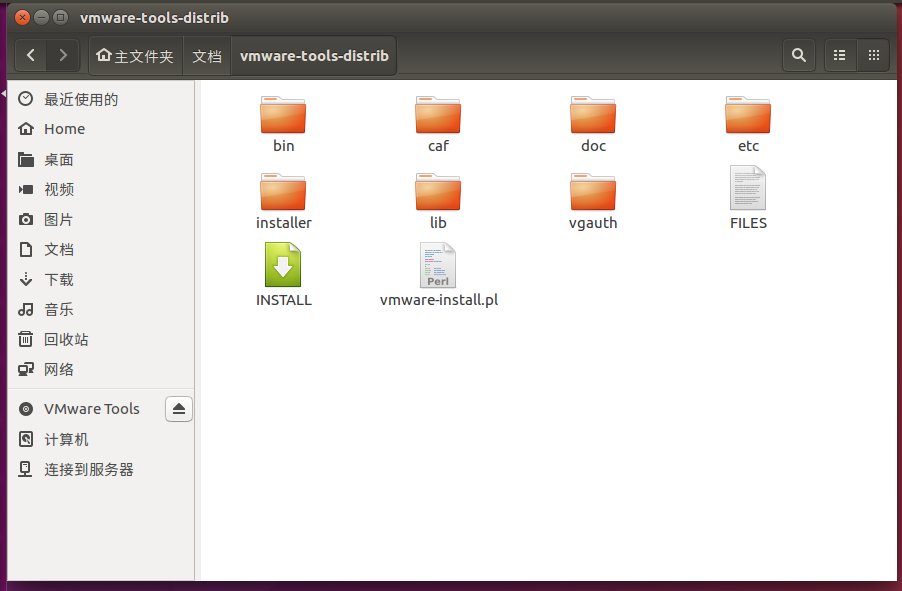 vmware-tools-distrib
主文件夹 文档 vmware-tools-distrib
最近使用的
Home
桌面
视频
图片
文档
下载
音乐
回收站
网络
VMware Tools
计算机
连接到服务器
bin caf doc etc
installer lib vgauth FILES
INSTALL Perl vmware-install.pl